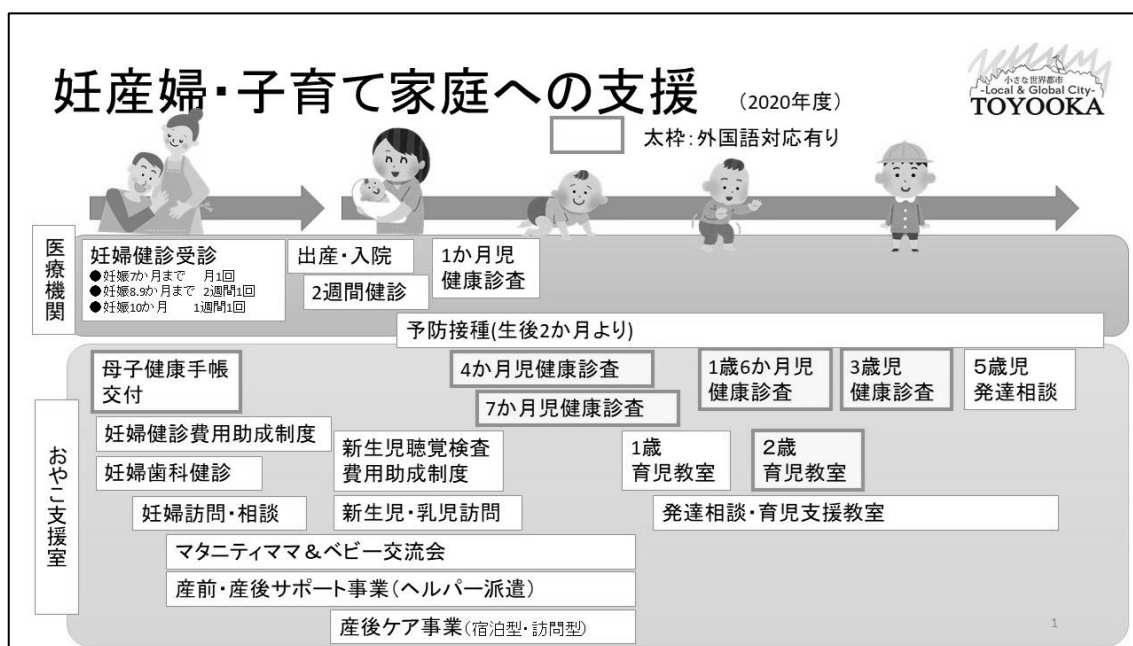 妊産婦・子育て家庭への支援 (2020年度)
小さな世界都市
-Local & Global City-
TOYOOKA
太枠:外国語対応有り
医療機関
妊婦健診受診
●妊娠7か月まで 月1回
●妊娠8.9か月まで 2週間1回
●妊娠10か月 1週間1回
出産・入院
2週間健診
1か月児
健康診査
予防接種(生後2か月より)
おやこ支援室
母子健康手帳
交付
4か月児健康診査
7か月児健康診査
1歳6か月児
健康診査
3歳児
健康診査
5歳児
発達相談
妊婦健診費用助成制度
妊婦歯科健診
新生児聴覚検査
費用助成制度
1歳
育児教室
2歳
育児教室
妊婦訪問・相談
新生児・乳児訪問
発達相談・育児支援教室
マタニティママ&ベビー交流会
産前・産後サポート事業(ヘルパー派遣)
産後ケア事業(宿泊型・訪問型)
1